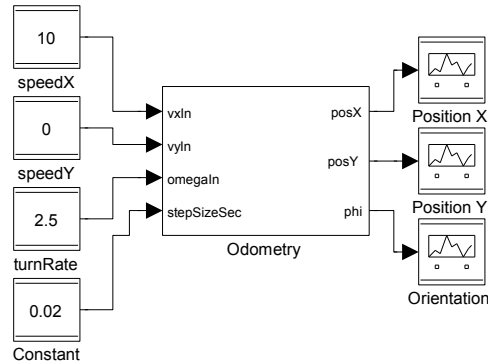 10
speedX
0
speedY
2.5
turnRate
0.02
Constant
vxIn
vyIn
omegaIn
stepSizeSec
posX
posY
phi
Odometry
Position X
Position Y
Orientation